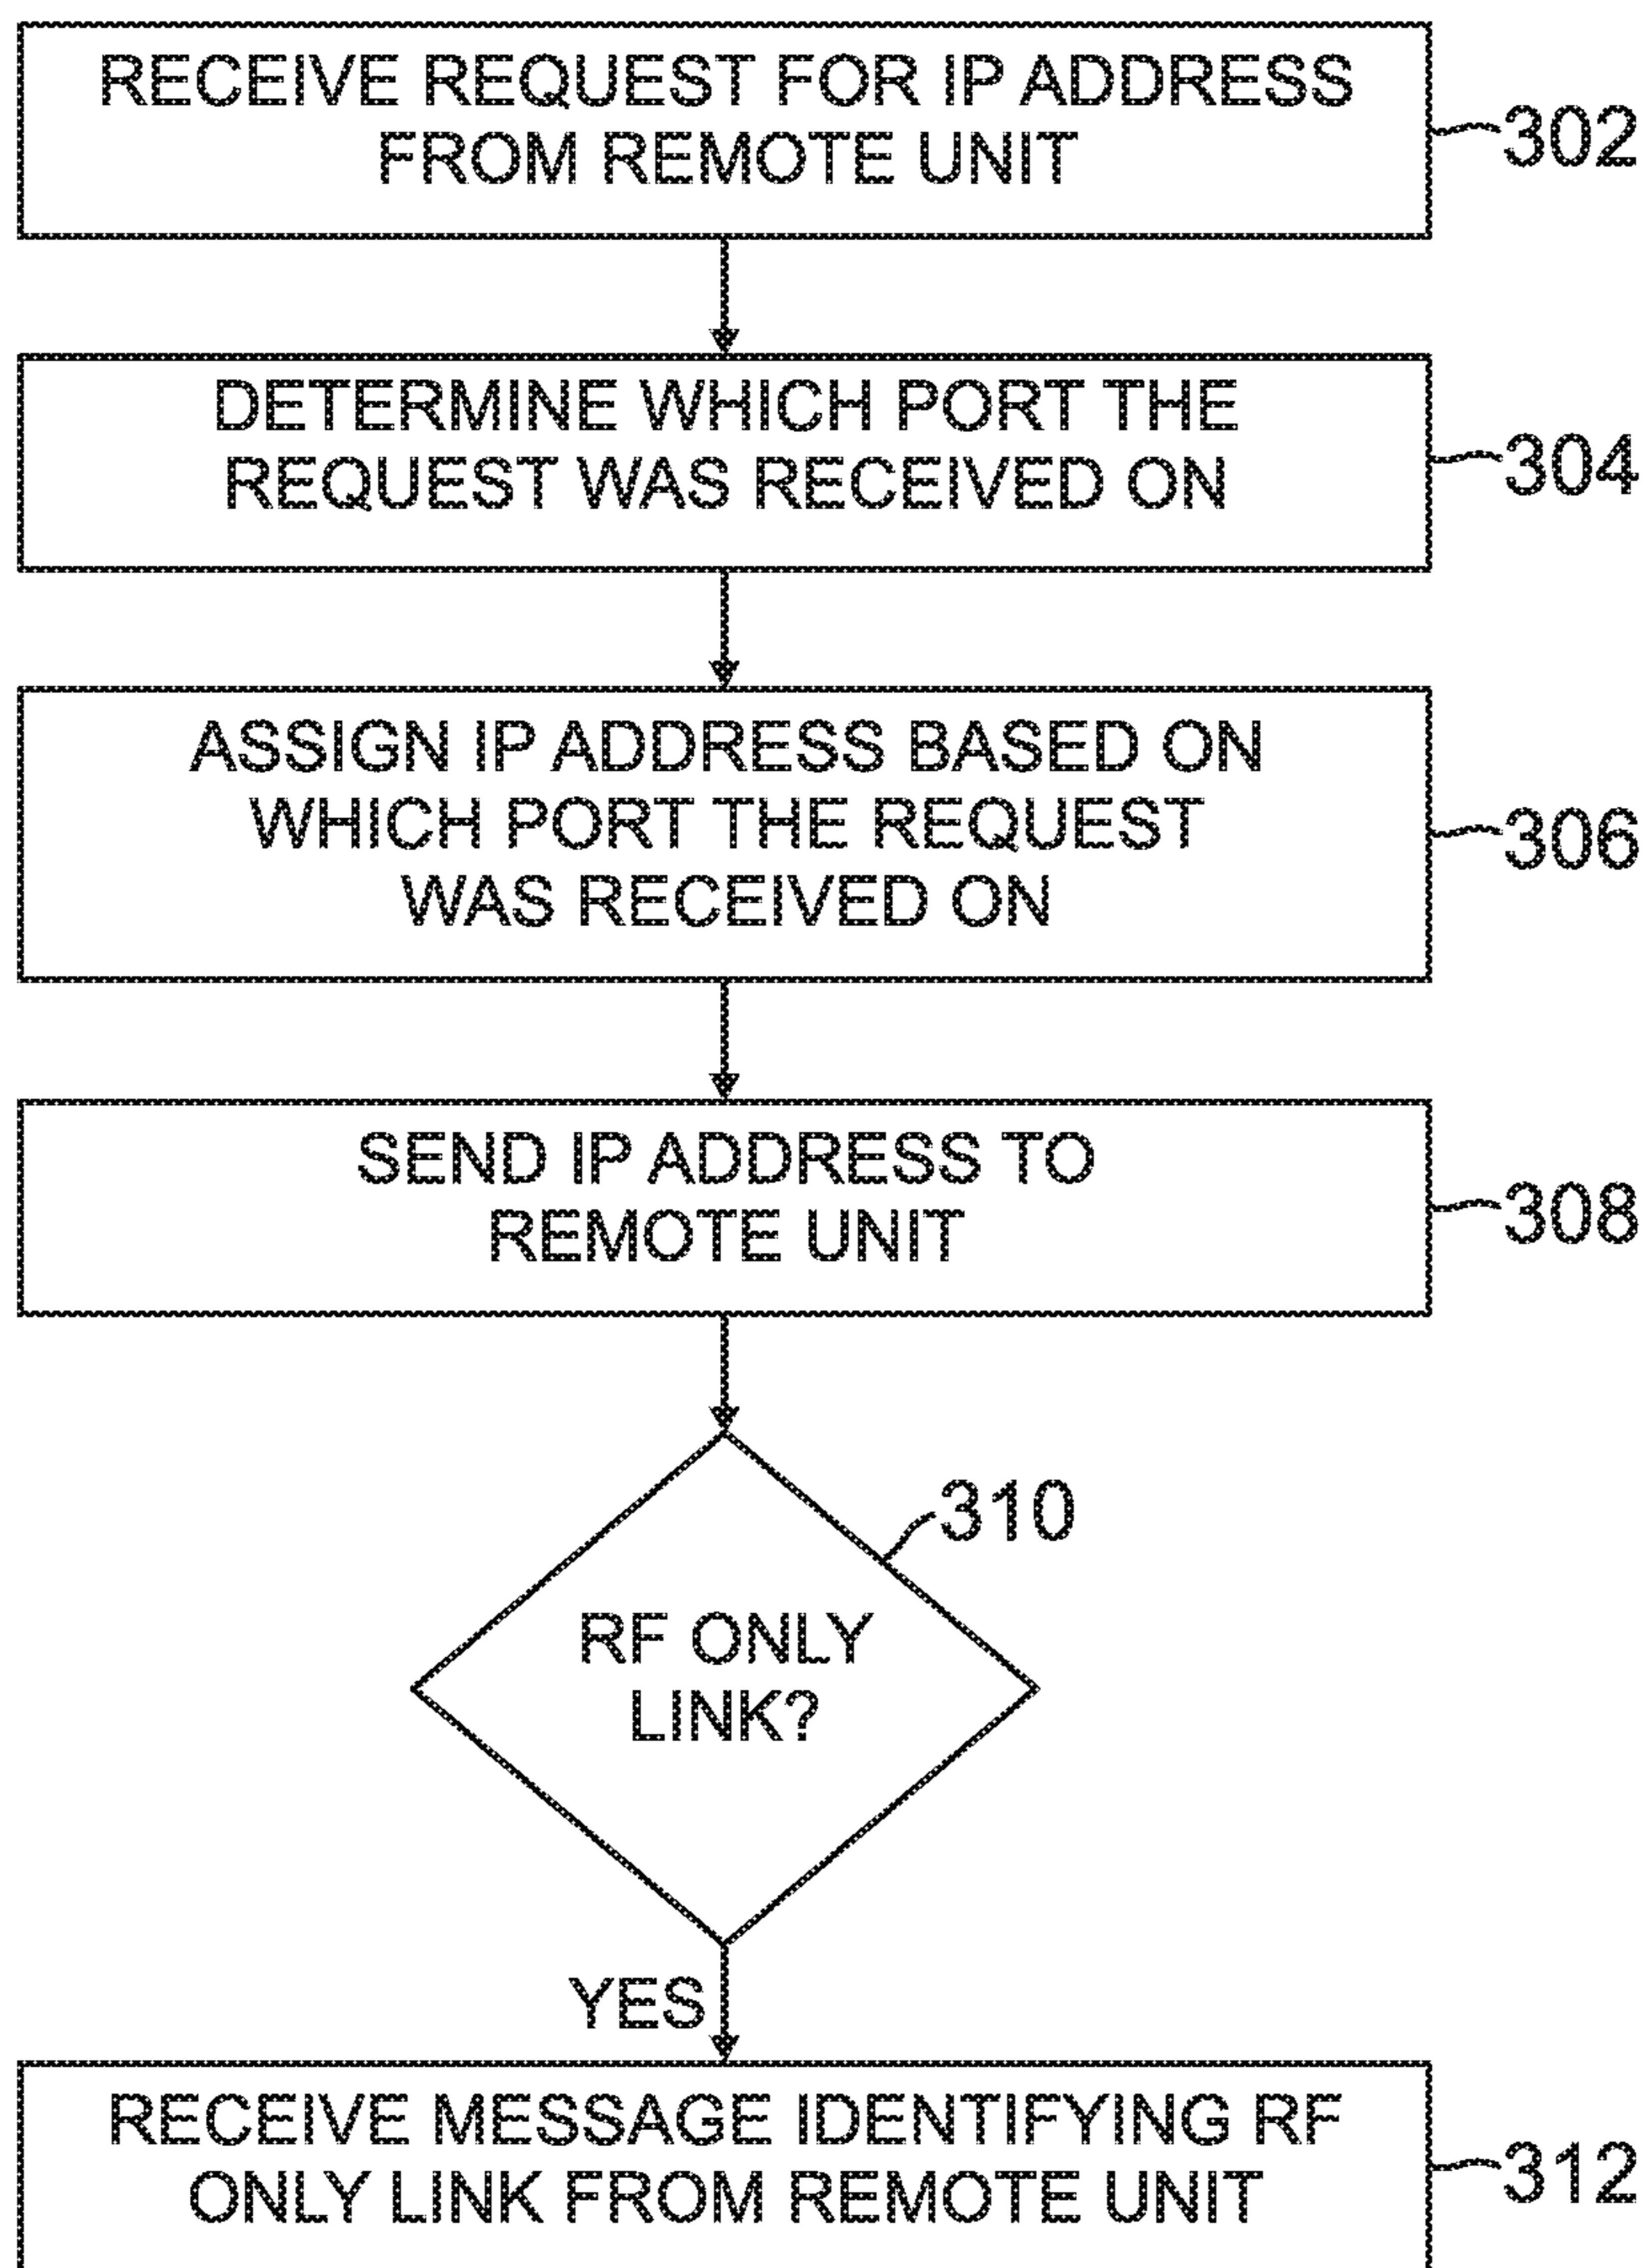 RECEIVE REQUEST FOR IP ADDRESS
FROM REMOTE UNIT
302
DETERMINE WHICH PORT THE
REQUEST WAS RECEIVED ON
304
ASSIGN IP ADDRESS BASED ON
WHICH PORT THE REQUEST
WAS RECEIVED ON
306
SEND IP ADDRESS TO
REMOTE UNIT
308
310
RF ONLY
LINK?
YES
RECEIVE MESSAGE IDENTIFYING RF
ONLY LINK FROM REMOTE UNIT
312